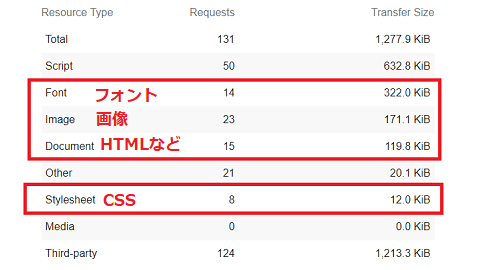 Resource Type Requests Transfer Size
Total 131 1,277.9 KiB
Script 50 632.8 KiB
Font フォント 14 322.0 KiB
Image 画像 23 171.1 KiB
Document HTMLなど 15 119.8 KiB
Other 21 20.1 KiB
Stylesheet CSS 8 12.0 KiB
Media 0 0.0 KiB
Third-party 124 1,213.3 KiB